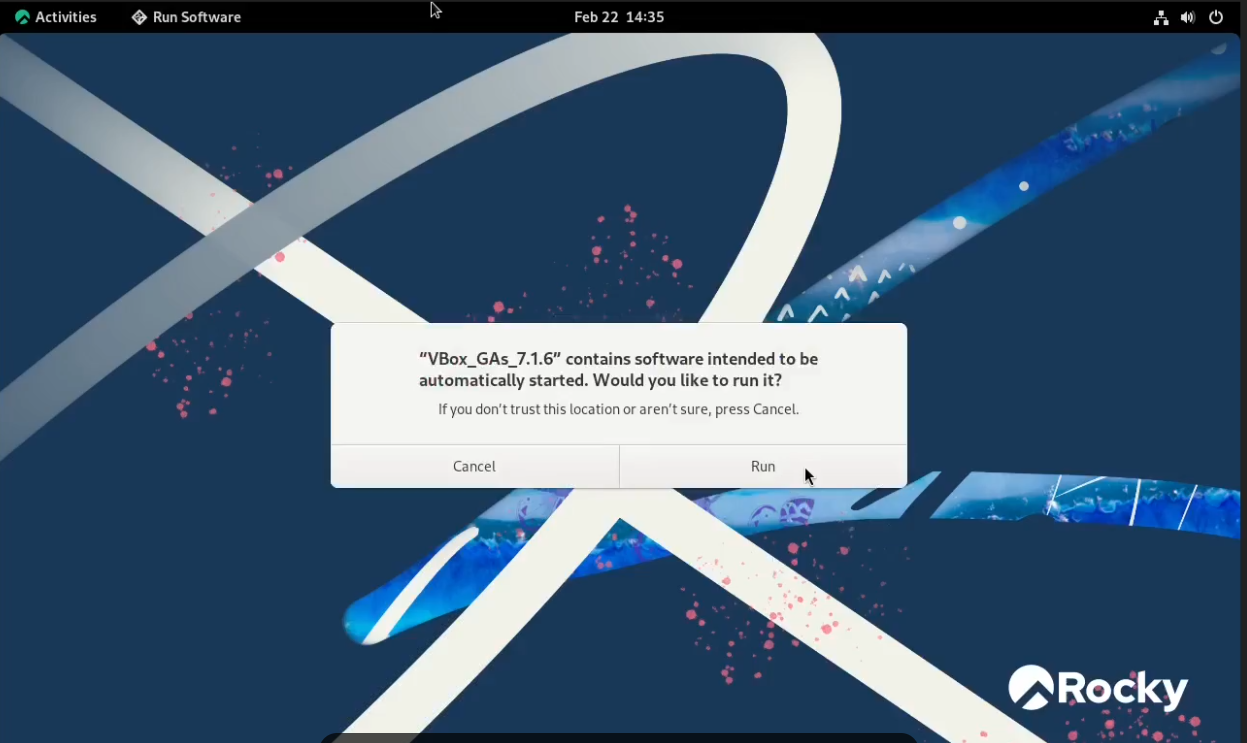 Activities
Run Software
Feb 22 14:35
“VBox_GAs_7.1.6” contains software intended to be
automatically started. Would you like to run it?
If you don’t trust this location or aren’t sure, press Cancel.
Cancel
Run
Rocky